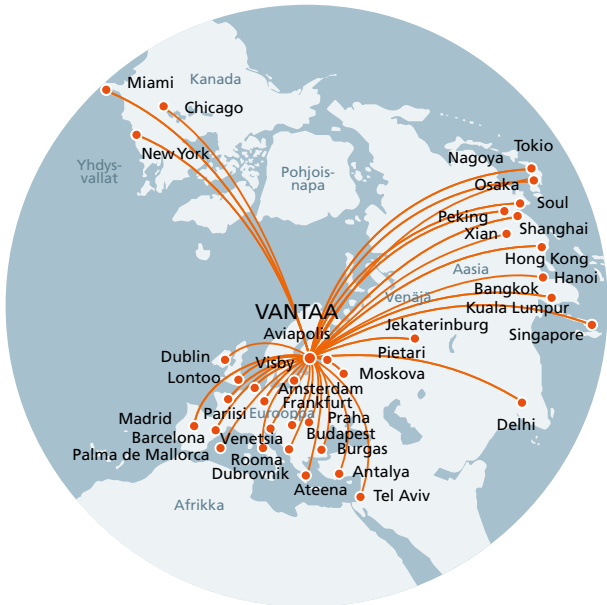 Miami
Kanada
Chicago
New York
Yhdys-
vallat
Pohjois-
napa
Tokio
Nagoya
Osaka
Soul
Peking
Shanghai
Xian
Hong Kong
Aasia
Hanoi
Bangkok
Venäjä
Kuala Lumpur
VANTAA
Aviapolis
Jekaterinburg
Singapore
Dublin
Visby
Pietari
Lontoo
Moskova
Amsterdam
Frankfurt
Pariisi
Eurooppa
Madrid
Praha
Delhi
Barcelona
Venetsia
Budapest
Palma de Mallorca
Rooma
Burgas
Dubrovnik
Antalya
Ateena
Tel Aviv
Afrikka